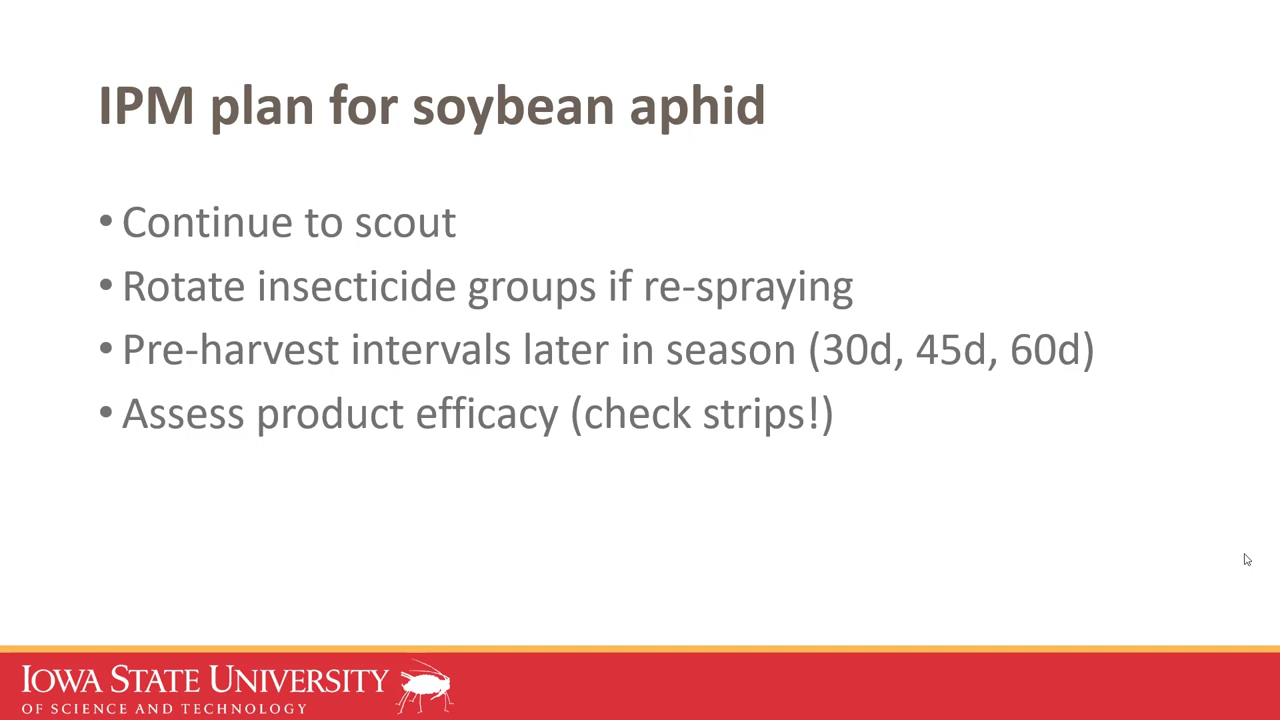 IPM plan for soybean aphid
• Continue to scout
• Rotate insecticide groups if re-spraying
• Pre-harvest intervals later in season (30d, 45d, 60d)
• Assess product efficacy (check strips!)
IOWA STATE UNIVERSITY
OF SCIENCE AND TECHNOLOGY